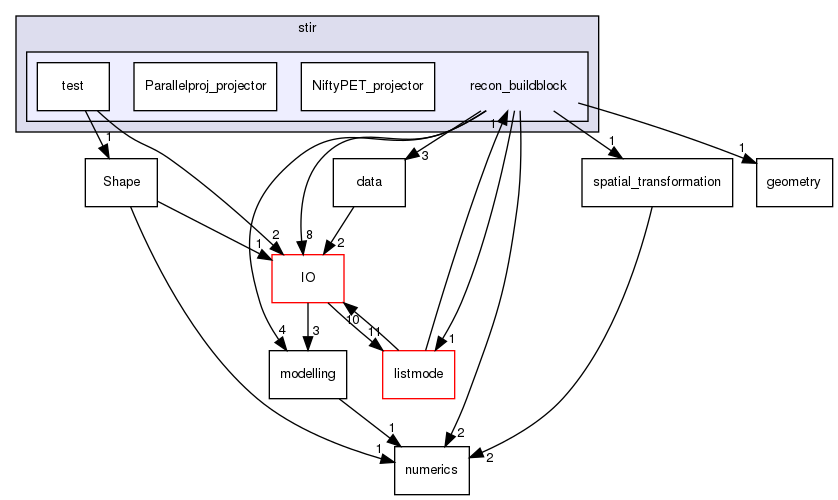 stir
test
Parallelproj_projector
NiftyPET_projector
recon_buildblock
1
1
3
1
1
Shape
data
spatial_transformation
geometry
1
2
8
2
IO
10
11
4
3
1
modelling
listmode
1
1
2
2
numerics